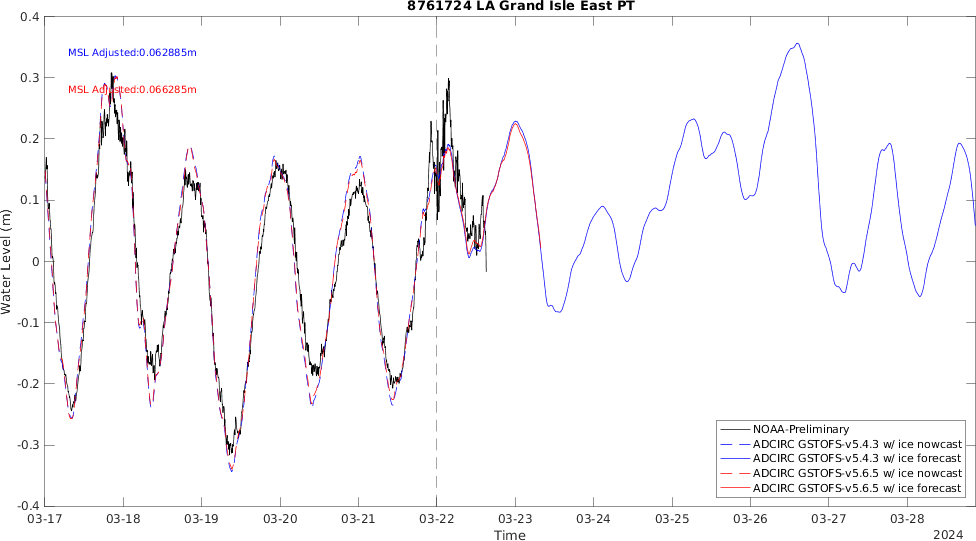 8761724 LA Grand Isle East PT
MSL Adjusted:0.062885m
MSL Adjusted:0.066285m
Water Level (m)
0.4
0.3
0.2
0.1
0
-0.1
-0.2
-0.3
-0.4
NOAA-Preliminary
ADCIRC GSTOFS-v5.4.3 w/ ice nowcast
ADCIRC GSTOFS-v5.4.3 w/ ice forecast
ADCIRC GSTOFS-v5.6.5 w/ ice nowcast
ADCIRC GSTOFS-v5.6.5 w/ ice forecast
03-17 03-18 03-19 03-20 03-21 03-22 03-23 03-24 03-25 03-26 03-27 03-28
Time
2024